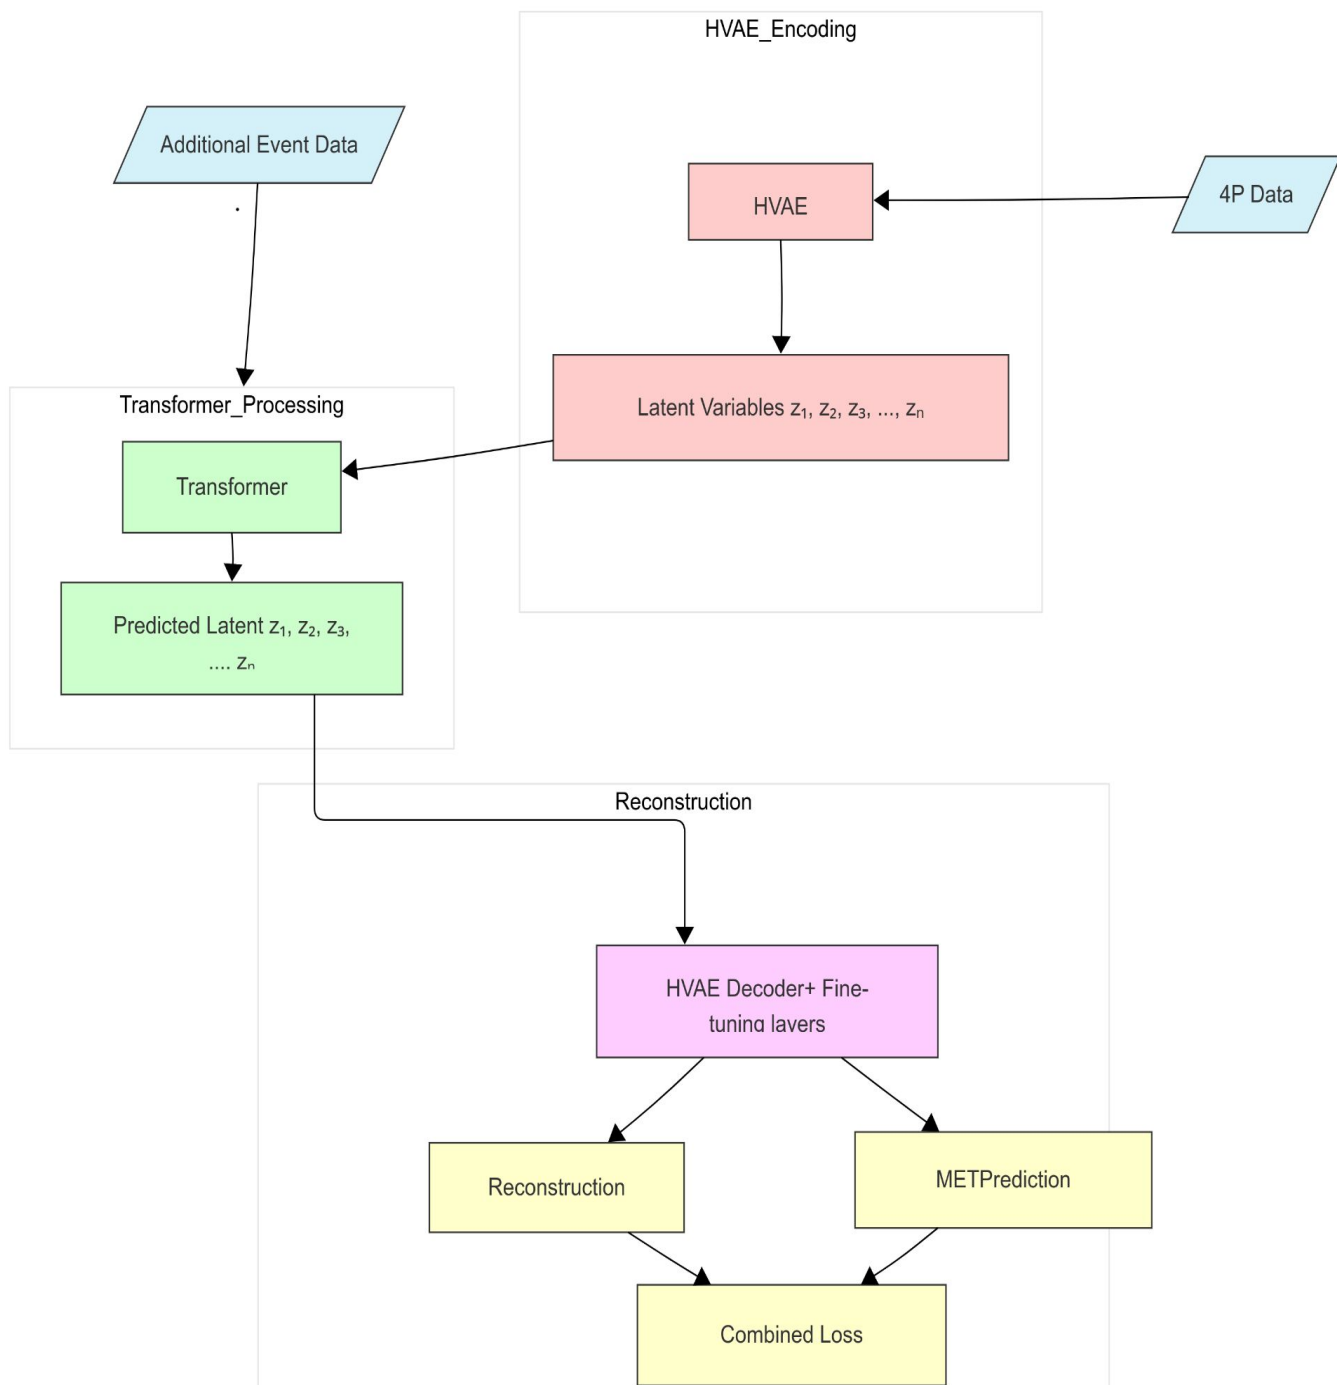 HVAE_Encoding
Additional Event Data
HVAE
4P Data
Latent Variables z₁, z₂, z₃, ..., zₙ
Transformer_Processing
Transformer
Predicted Latent z₁, z₂, z₃,
.... zₙ
Reconstruction
HVAE Decoder+ Fine-
tuning layers
Reconstruction
METPrediction
Combined Loss